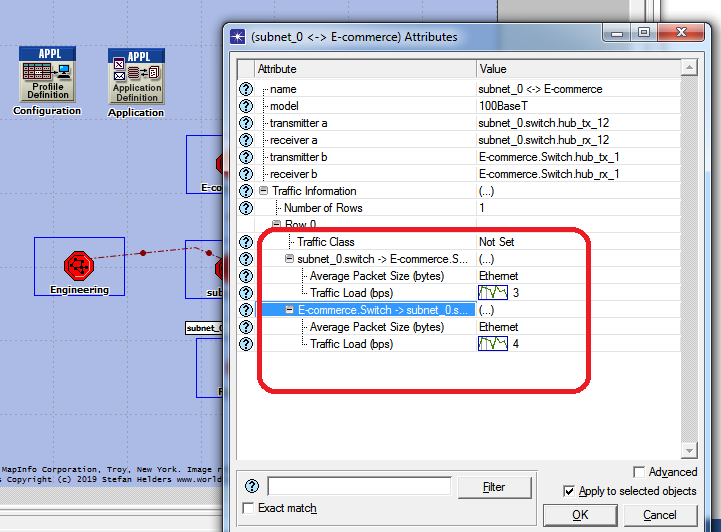 (subnet_0 <-> E-commerce) Attributes
APPL
APPL
Profile
Definition
Application
Definition
Configuration
Application
Attribute Value
name subnet_0 <-> E-commerce
model 100BaseT
transmitter a subnet_0.switch.hub_tx_12
receiver a subnet_0.switch.hub_rx_12
transmitter b E-commerce.Switch.hub_tx_1
receiver b E-commerce.Switch.hub_rx_1
Traffic Information (...)
Number of Rows 1
Row 0
Traffic Class Not Set
subnet_0.switch -> E-commerce.S... (...)
Average Packet Size (bytes) Ethernet
Traffic Load (bps) 3
E-commerce.Switch -> subnet_0.s... (...)
Average Packet Size (bytes) Ethernet
Traffic Load (bps) 4
E-co
Engineering
sub
subnet_0
MapInfo Corporation, Troy, New York. Image r
s Copyright (c) 2019 Stefan Helders www.world
Filter
Exact match
Advanced
Apply to selected objects
OK
Cancel